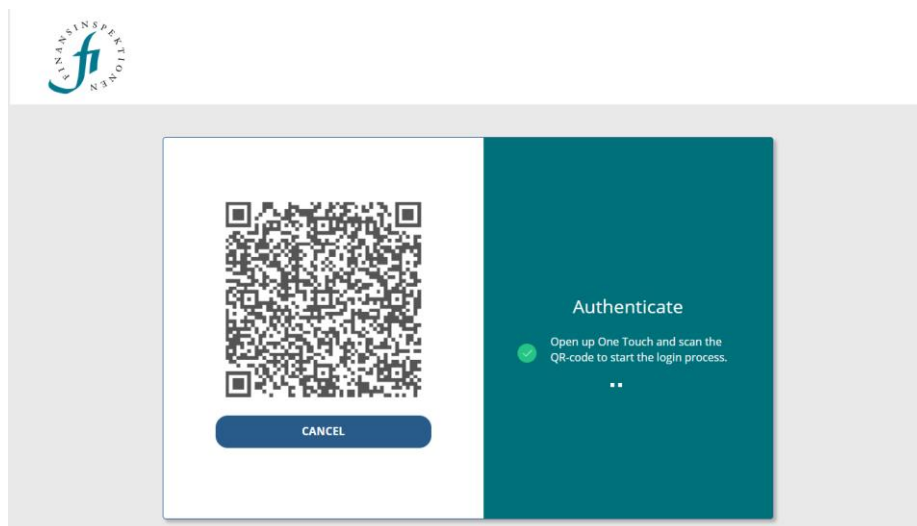 FINANSINSPEKTIONEN
fi
Authenticate
Open up One Touch and scan the
QR-code to start the login process.
CANCEL